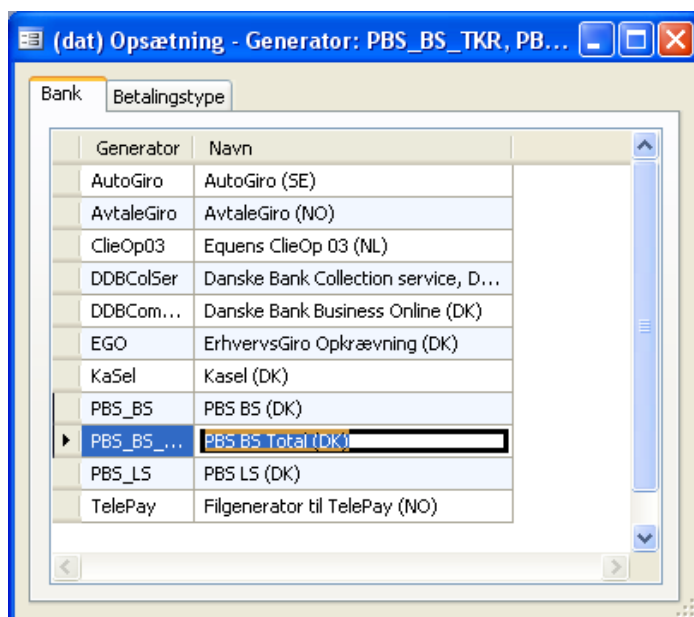 (dat) Opsætning - Generator: PBS_BS_TKR, PB...
Bank Betalingstype
Generator Navn
AutoGiro AutoGiro (SE)
AvtaleGiro AvtaleGiro (NO)
ClieOp03 Equens ClieOp 03 (NL)
DDBColSer Danske Bank Collection service, D...
DDBCom... Danske Bank Business Online (DK)
EGO ErhvervsGiro Opkrævning (DK)
KaSel Kasel (DK)
PBS_BS PBS BS (DK)
PBS_BS_... PBS BS Total (DK)
PBS_LS PBS LS (DK)
TelePay Filgenerator til TelePay (NO)